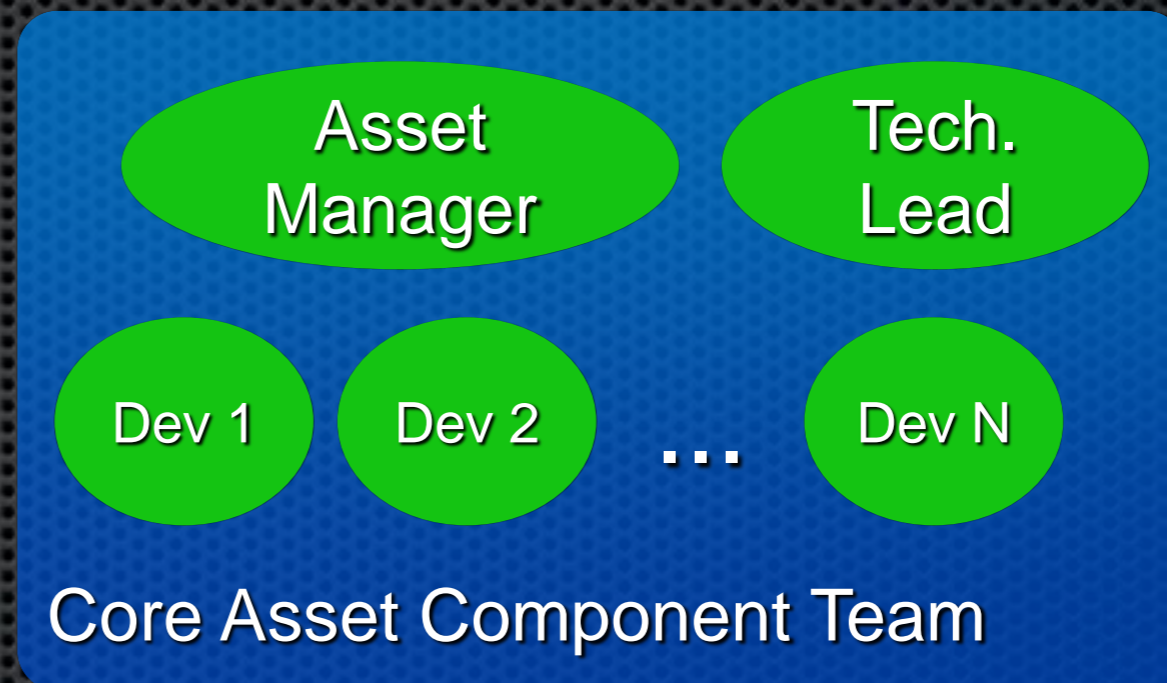 Asset
Manager
Tech.
Lead
Dev 1
Dev 2
...
Dev N
Core Asset Component Team